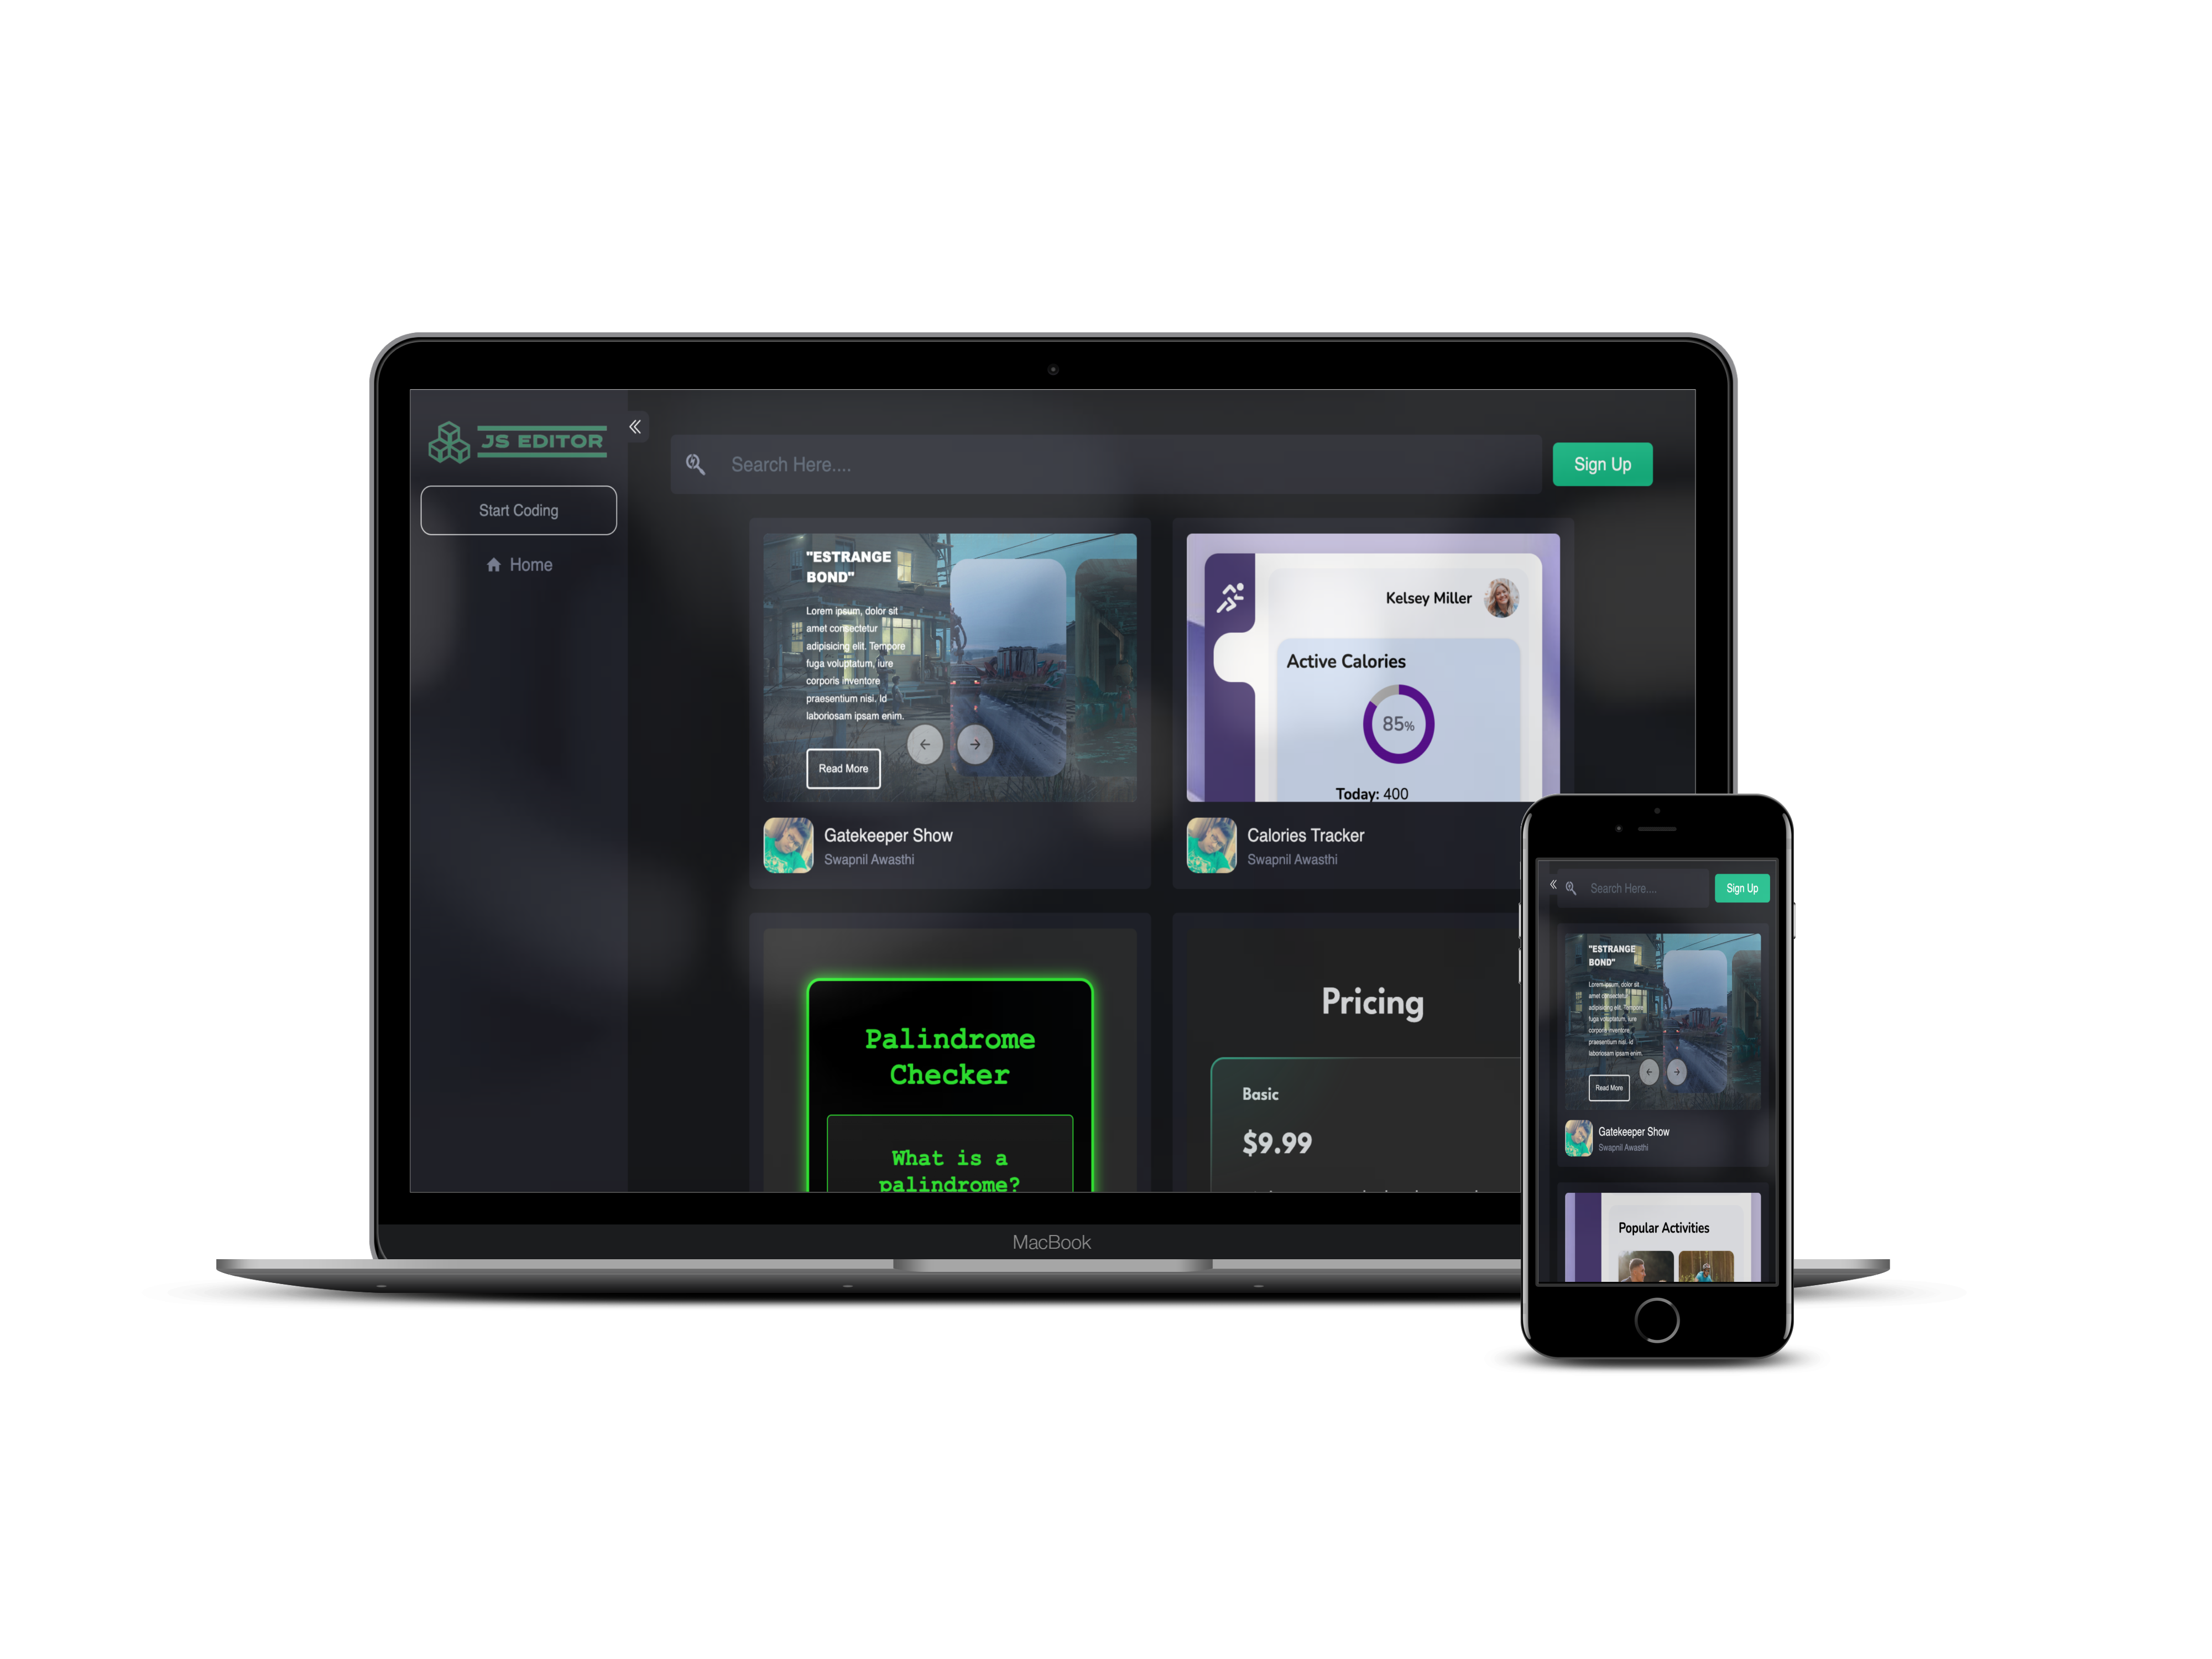 JS EDITOR
Start Coding
Home
Search Here....
Sign Up
"ESTRANGE
BOND"
Lorem ipsum, dolor sit
amet consectetur
adipisicing elit. Tempore
fuga voluptatum, iure
corporis inventore
praesentium nisi. Id
laboriosam ipsam enim.
Read More
Gatekeeper Show
Swapnil Awasthi
Kelsey Miller
Active Calories
85%
Today: 400
Calories Tracker
Swapnil Awasthi
Palindrome
Checker
What is a
palindrome?
Pricing
Basic
$9.99
MacBook
Search Here....
Sign Up
"ESTRANGE
BOND"
Lorem ipsum, dolor sit
amet consectetur
adipisicing elit. Tempore
fuga voluptatum, iure
corporis inventore
praesentium nisi. Id
laboriosam ipsam enim.
Read More
Gatekeeper Show
Swapnil Awasthi
Popular Activities